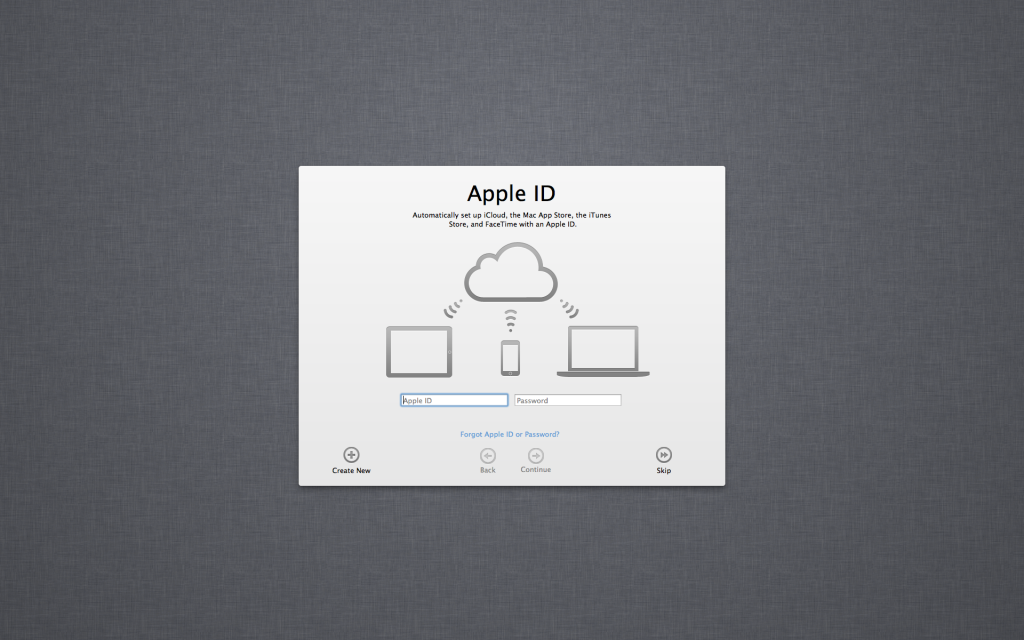 Apple ID
Automatically set up iCloud, the Mac App Store, the iTunes
Store, and FaceTime with an Apple ID.
Apple ID
Password
Forgot Apple ID or Password?
Create New
Back
Continue
Skip